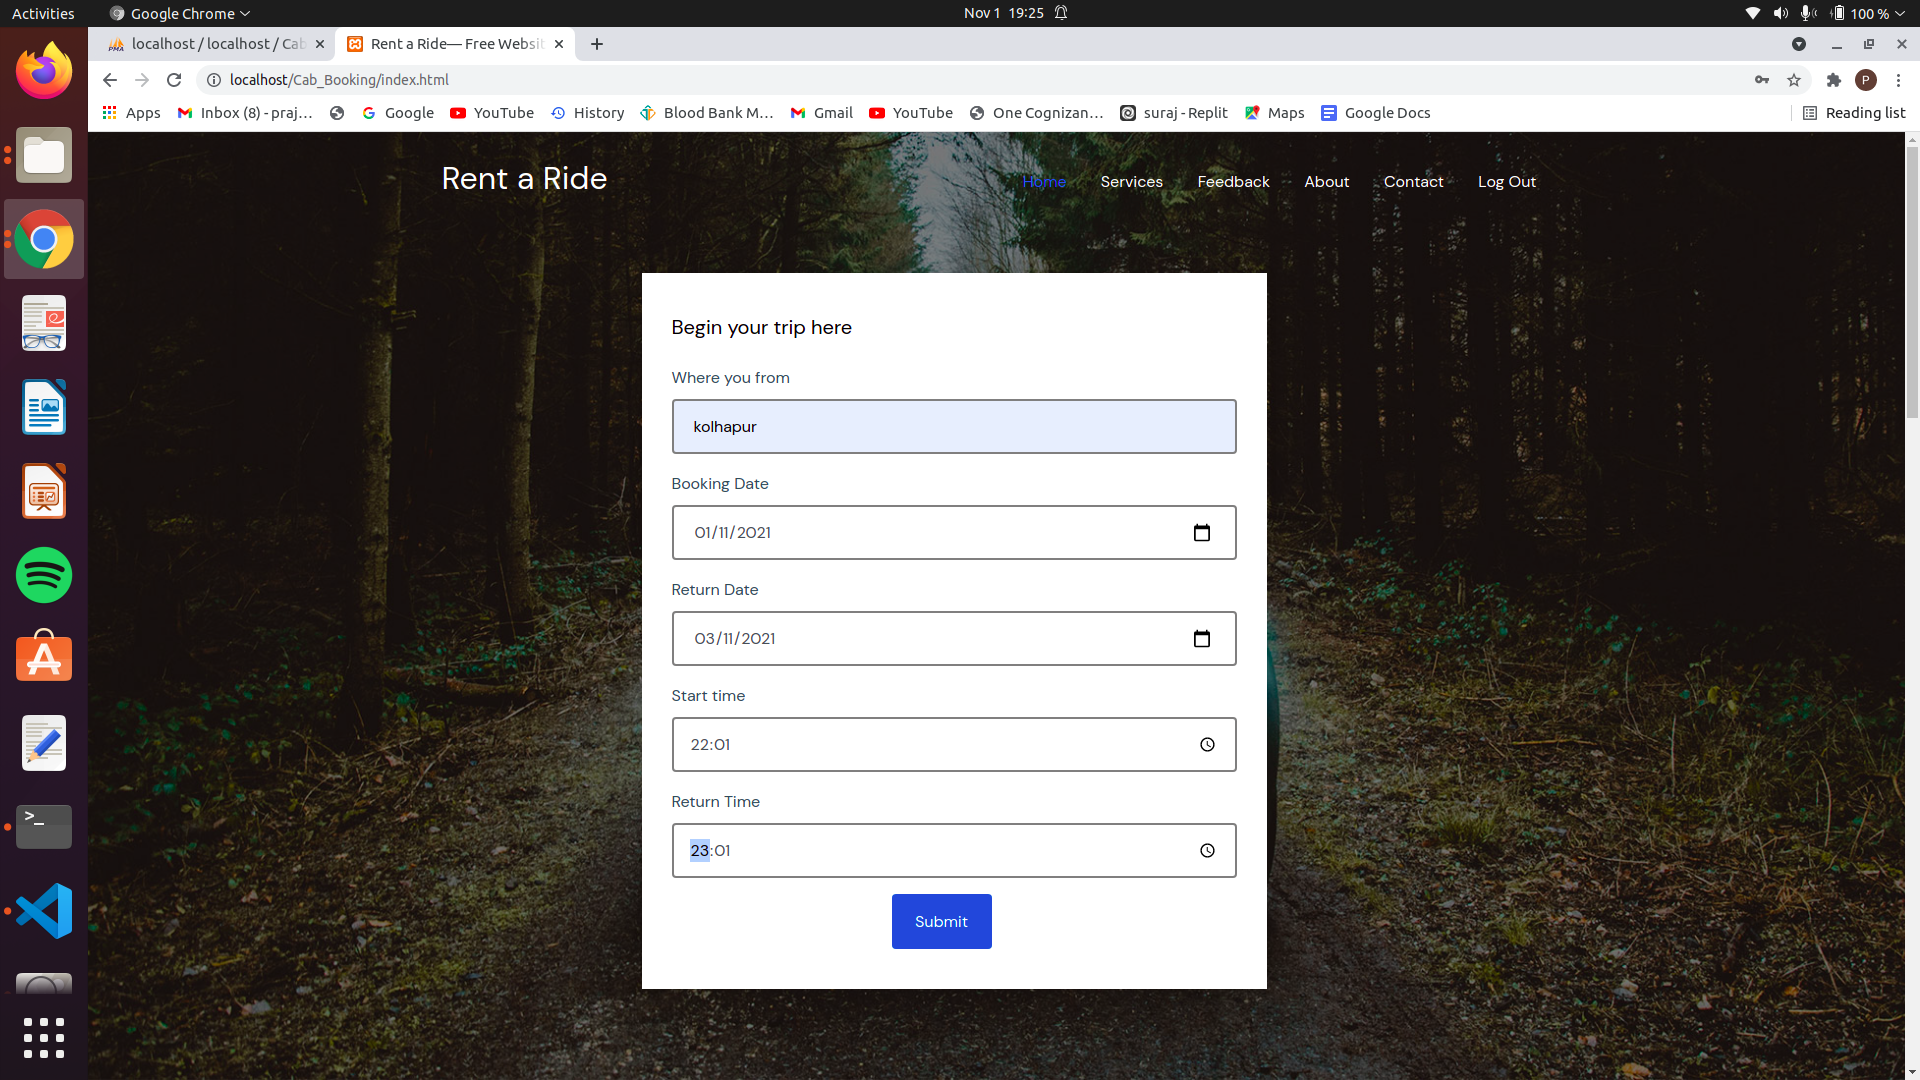 Activities
Google Chrome
Nov 1 19:25
100 %
localhost / localhost / Cab
Rent a Ride— Free Websit
localhost/Cab_Booking/index.html
P
Apps
Inbox (8) - praj...
Google
YouTube
History
Blood Bank M...
Gmail
YouTube
One Cognizan...
suraj - Replit
Maps
Google Docs
Reading list
Rent a Ride
Home
Services
Feedback
About
Contact
Log Out
Begin your trip here
Where you from
kolhapur
Booking Date
01/11/2021
Return Date
03/11/2021
Start time
22:01
Return Time
23:01
Submit